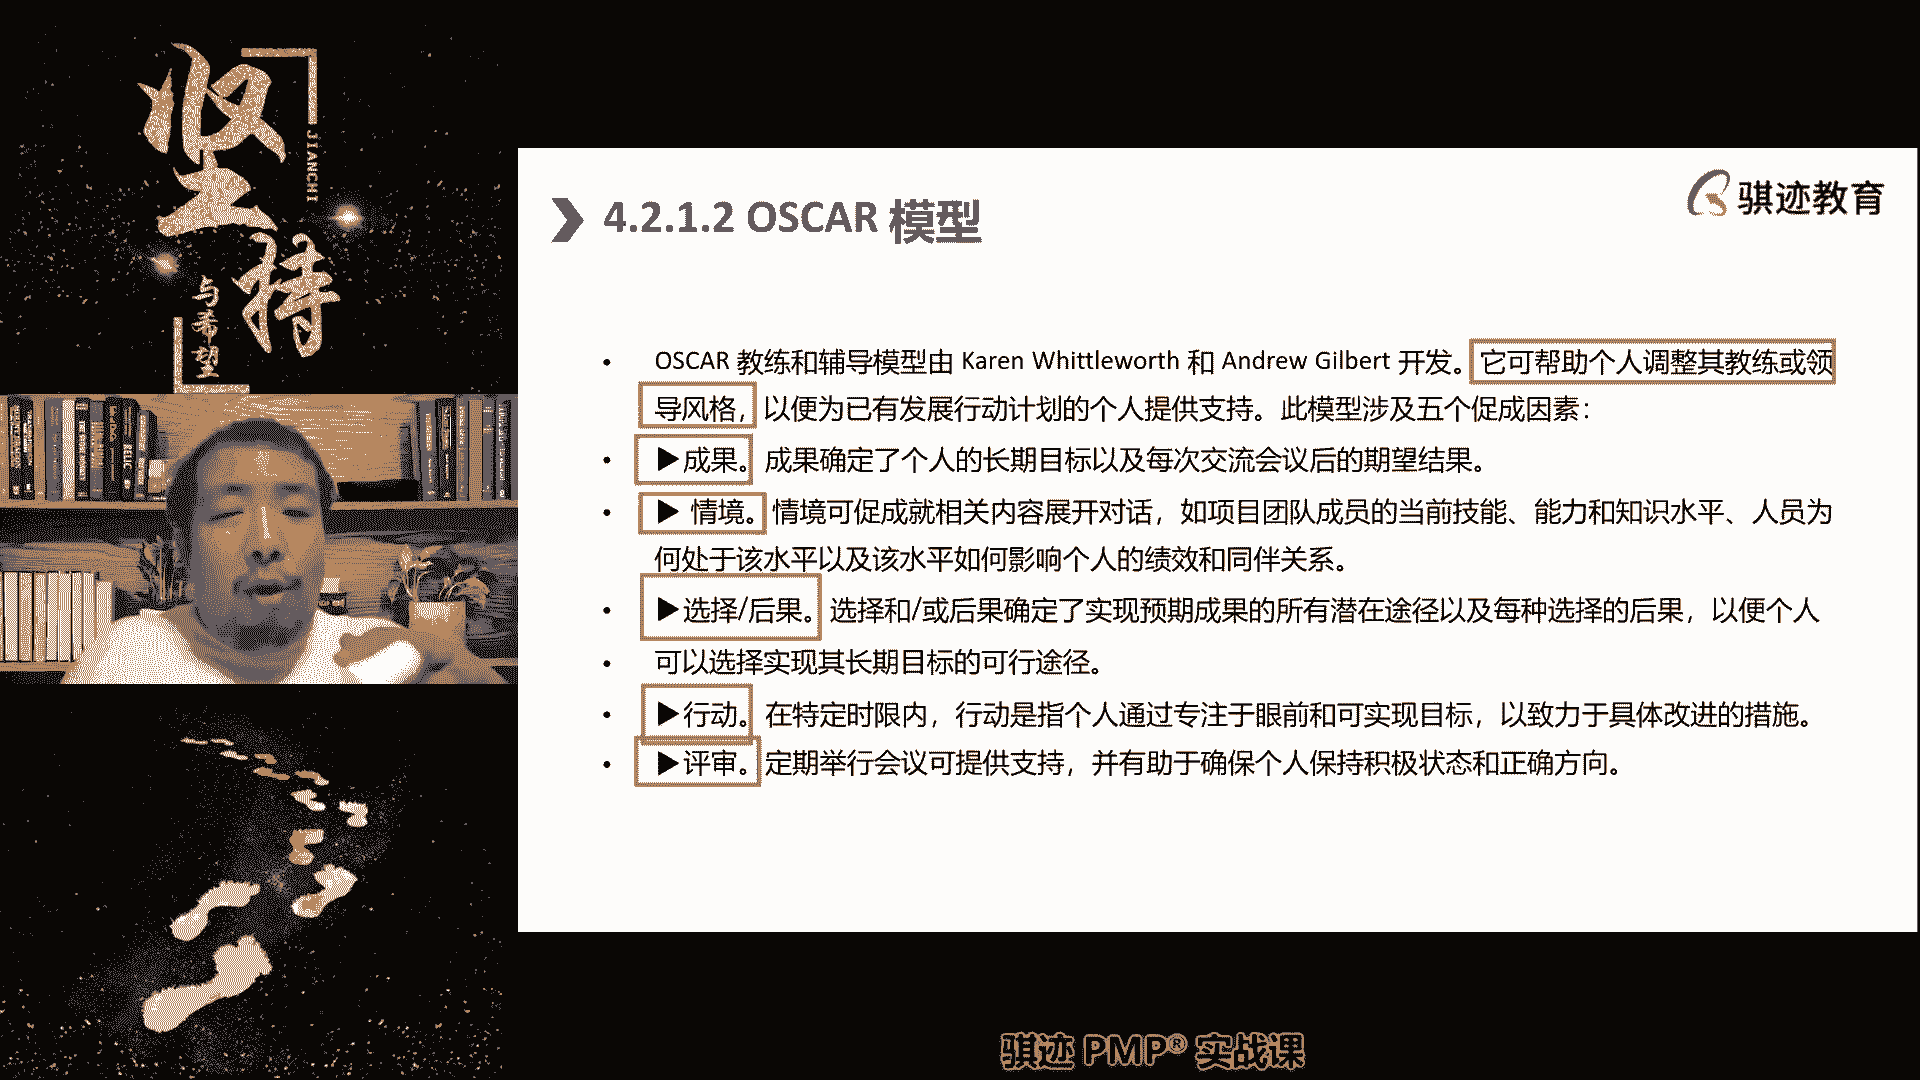 坚持
JIANCHI
与希望
骐迹教育
4.2.1.2 OSCAR 模型
• OSCAR 教练和辅导模型由 Karen Whittleworth 和 Andrew Gilbert 开发。它可帮助个人调整其教练或领
导风格，以便为已有发展行动计划的个人提供支持。此模型涉及五个促成因素：
• ▶成果。成果确定了个人的长期目标以及每次交流会议后的期望结果。
• ▶ 情境。情境可促成就相关内容展开对话，如项目团队成员的当前技能、能力和知识水平、人员为
何处于该水平以及该水平如何影响个人的绩效和同伴关系。
• ▶选择/后果。选择和/或后果确定了实现预期成果的所有潜在途径以及每种选择的后果，以便个人
• 可以选择实现其长期目标的可行途径。
• ▶行动。在特定时限内，行动是指个人通过专注于眼前和可实现目标，以致力于具体改进的措施。
• ▶评审。定期举行会议可提供支持，并有助于确保个人保持积极状态和正确方向。
骐迹 PMP® 实战课